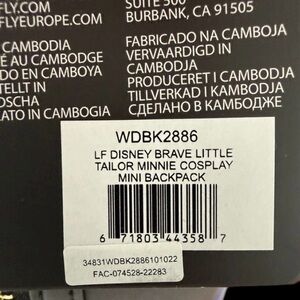 FLY.COM
SUITE 500
FLYEUROPE.COM
BURBANK, CA 91505
CAMBODIA
É AU CAMBODGE
DO EN CAMBOYA
TELLT IN
DSCHA
ATO IN CAMBOGIA
FABRICADO NA CAMBOJA
VERVAARDIGD IN
CAMBODJA
PRODUCERET I CAMBODJA
TILLVERKAD I KAMBODJA
СДЕЛАНО В КАМБОДЖЕ
WDBK2886
LF DISNEY BRAVE LITTLE
TAILOR MINNIE COSPLAY
MINI BACKPACK
6 71803 44358 7
34831WDBK2886101022
FAC-074528-22283